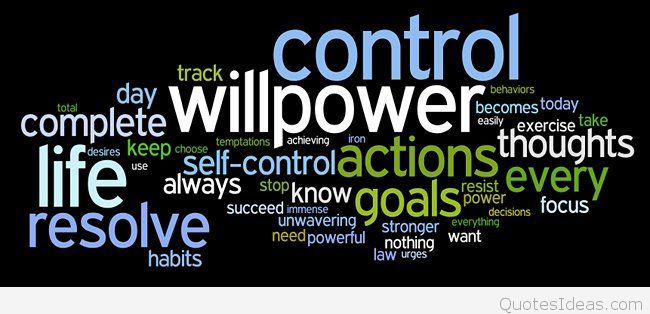 control
track
behaviors
day
willpower
total
becomes today
complete
easily
exercise take
keep choose temptations achieving iron
thoughts
desires
life
use
self-control actions
every
always stop know goals resist
power
resolve
succeed immense
decisions
focus
unwavering
stronger
everything
need powerful
nothing
want
habits
law urges
QuotesIdeas.com